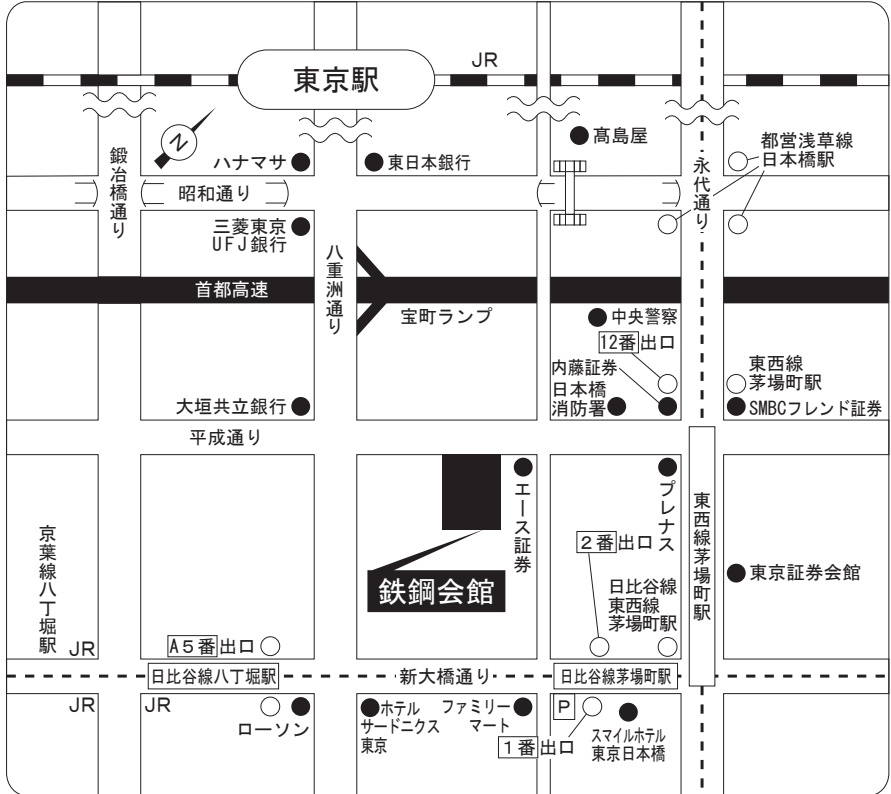 JR
東京駅
N
髙島屋
都営浅草線
日本橋駅
鍛冶橋通り
ハナマサ
東日本銀行
永代通り
昭和通り
三菱東京
UFJ銀行
八重洲通り
首都高速
宝町ランプ
中央警察
12番出口
内藤証券
東西線
茅場町駅
大垣共立銀行
日本橋
消防署
SMBCフレンド証券
平成通り
エース証券
プレナス
東西線茅場町駅
京葉線八丁堀駅
2番出口
鉄鋼会館
日比谷線
東西線
茅場町駅
東京証券会館
JR
A5番出口
日比谷線八丁堀駅
新大橋通り
日比谷線茅場町駅
JR
JR
ローソン
ホテル
サードニクス
東京
ファミリー
マート
P
1番出口
スマイルホテル
東京日本橋